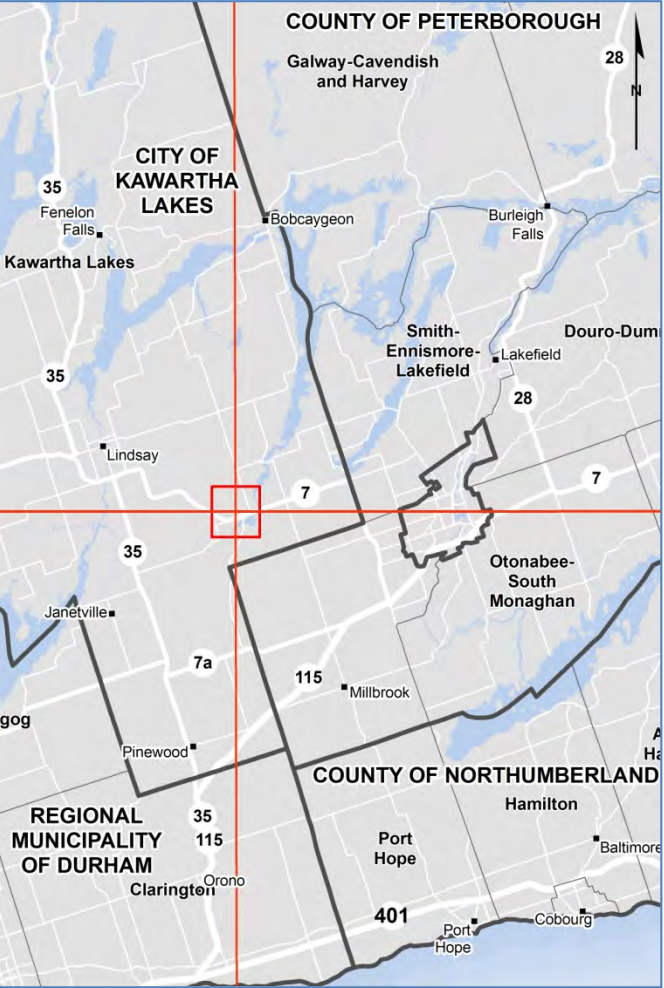 COUNTY OF PETERBOROUGH
Galway-Cavendish
and Harvey
28
N
CITY OF
KAWARTHA
LAKES
35
Fenelon
Falls
Bobcaygeon
Burleigh
Falls
Kawartha Lakes
Smith-
Ennismore-
Lakefield
Douro-Dum
Lakefield
35
28
Lindsay
7
7
35
Otonabee-
South
Monaghan
Janetville
7a
115
Millbrook
gog
Pinewood
A
Ha
COUNTY OF NORTHUMBERLAND
Hamilton
REGIONAL
MUNICIPALITY
OF DURHAM
35
115
Port
Hope
Baltimore
Clarington
Orono
401
Port
Hope
Cobourg